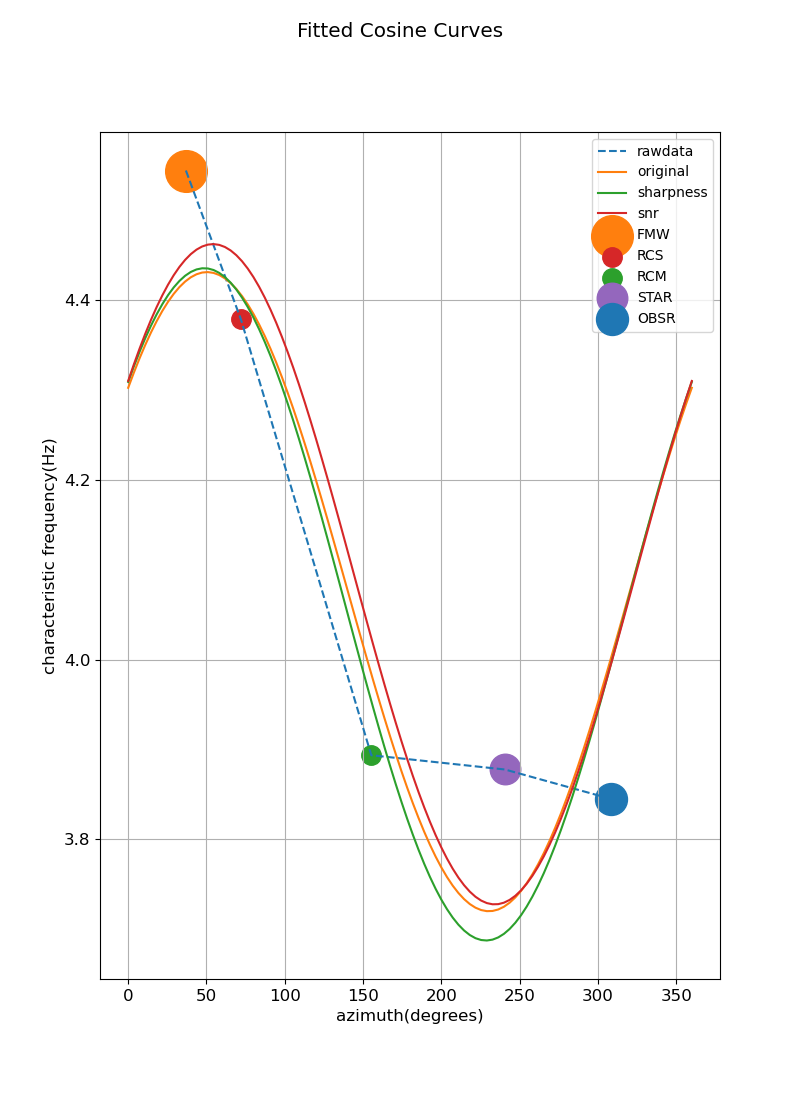 Fitted Cosine Curves
rawdata
original
sharpness
snr
FMW
RCS
RCM
STAR
OBSR
4.4
4.2
4.0
3.8
characteristic frequency(Hz)
0 50 100 150 200 250 300 350
azimuth(degrees)